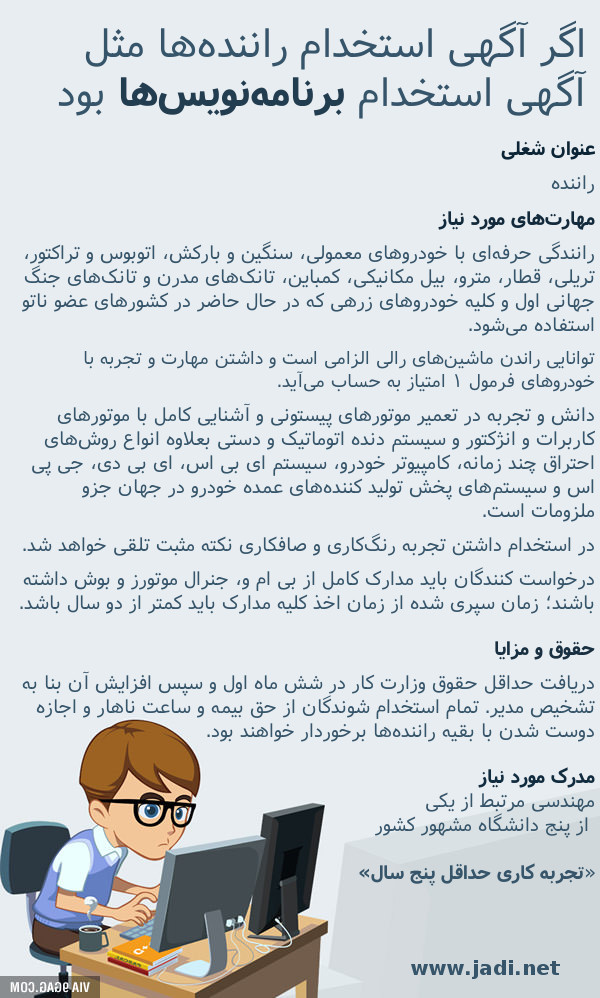 اگر آگهی استخدام راننده‌ها مثل
آگهی استخدام برنامه‌نویس‌ها بود
عنوان شغلی
راننده
مهارت‌های مورد نیاز
رانندگی حرفه‌ای با خودروهای معمولی، سنگین و بارکش، اتوبوس و تراکتور،
تریلی، قطار، مترو، بیل مکانیکی، کمباین، تانک‌های مدرن و تانک‌های جنگ
جهانی اول و کلیه خودروهای زرهی که در حال حاضر در کشورهای عضو ناتو
استفاده می‌شود.
توانایی راندن ماشین‌های رالی الزامی است و داشتن مهارت و تجربه با
خودروهای فرمول ۱ امتیاز به حساب می‌آید.
دانش و تجربه در تعمیر موتورهای پیستونی و آشنایی کامل با موتورهای
کاربرات و انژکتور و سیستم دنده اتوماتیک و دستی بعلاوه انواع روش‌های
احتراق چند زمانه، کامپیوتر خودرو، سیستم ای بی اس، ای بی دی، جی پی
اس و سیستم‌های پخش تولید کننده‌های عمده خودرو در جهان جزو
ملزومات است.
در استخدام داشتن تجربه رنگ‌کاری و صافکاری نکته مثبت تلقی خواهد شد.
درخواست کنندگان باید مدارک کامل از بی ام و، جنرال موتورز و بوش داشته
باشند؛ زمان سپری شده از زمان اخذ کلیه مدارک باید کمتر از دو سال باشد.
حقوق و مزایا
دریافت حداقل حقوق وزارت کار در شش ماه اول و سپس افزایش آن بنا به
تشخیص مدیر. تمام استخدام شوندگان از حق بیمه و ساعت ناهار و اجازه
دوست شدن با بقیه راننده‌ها برخوردار خواهند بود.
مدرک مورد نیاز
مهندسی مرتبط از یکی
از پنج دانشگاه مشهور کشور
«تجربه کاری حداقل پنج سال»
www.jadi.net
VIA 9GAG.COM